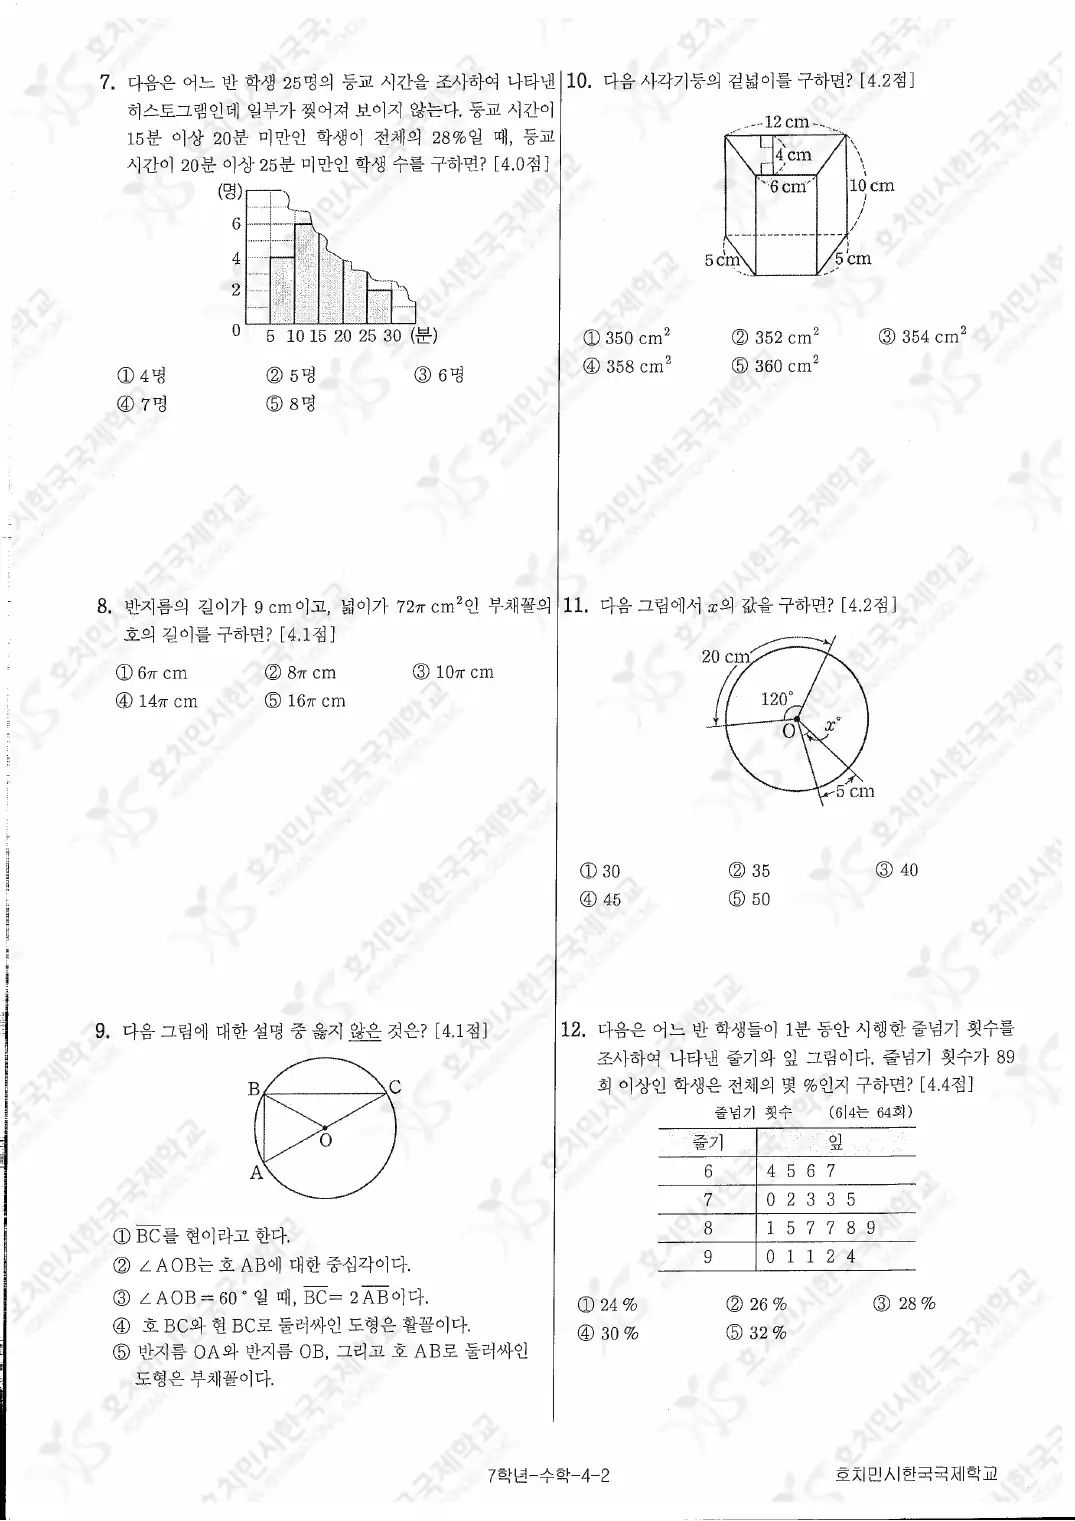 7. 다음은 어느 반 학생 25명의 등교 시간을 조사하여 나타낸
히스토그램인데 일부가 찢어져 보이지 않는다. 등교 시간이
15분 이상 20분 미만인 학생이 전체의 28%일 때, 등교
시간이 20분 이상 25분 미만인 학생 수를 구하면? [4.0점]
(명)
6
4
2
0 5 10 15 20 25 30 (분)
① 4명 ② 5명 ③ 6명
④ 7명 ⑤ 8명
8. 반지름의 길이가 9 cm이고, 넓이가 72π cm²인 부채꼴의
호의 길이를 구하면? [4.1점]
① 6π cm ② 8π cm ③ 10π cm
④ 14π cm ⑤ 16π cm
9. 다음 그림에 대한 설명 중 옳지 않은 것은? [4.1점]
B C
O
A
① BC를 현이라고 한다.
② ∠AOB는 호 AB에 대한 중심각이다.
③ ∠AOB=60°일 때, BC=2AB이다.
④ 호 BC와 현 BC로 둘러싸인 도형은 활꼴이다.
⑤ 반지름 OA와 반지름 OB, 그리고 호 AB로 둘러싸인
도형은 부채꼴이다.
10. 다음 사각기둥의 겉넓이를 구하면? [4.2점]
12 cm
4 cm
6 cm 10 cm
5 cm 5 cm
① 350 cm² ② 352 cm² ③ 354 cm²
④ 358 cm² ⑤ 360 cm²
11. 다음 그림에서 x의 값을 구하면? [4.2점]
20 cm
120°
O x°
5 cm
① 30 ② 35 ③ 40
④ 45 ⑤ 50
12. 다음은 어느 반 학생들이 1분 동안 시행한 줄넘기 횟수를
조사하여 나타낸 줄기와 잎 그림이다. 줄넘기 횟수가 89
회 이상인 학생은 전체의 몇 %인지 구하면? [4.4점]
줄넘기 횟수 (6|4는 64회)
줄기 잎
6 4 5 6 7
7 0 2 3 3 5
8 1 5 7 7 8 9
9 0 1 1 2 4
① 24 % ② 26 % ③ 28 %
④ 30 % ⑤ 32 %
7학년-수학-4-2
호치민시한국국제학교